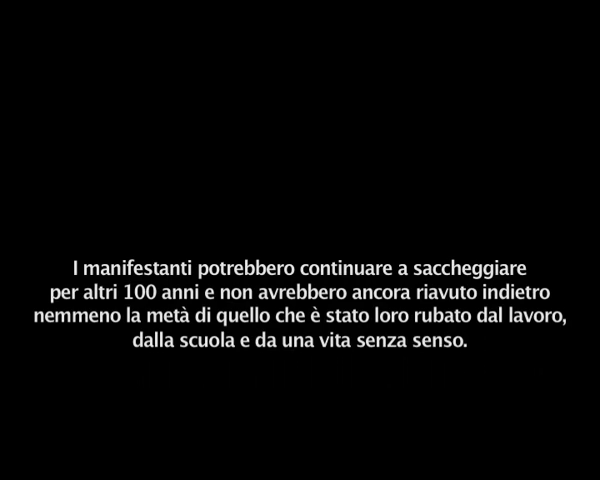 I manifestanti potrebbero continuare a saccheggiare
per altri 100 anni e non avrebbero ancora riavuto indietro
nemmeno la metà di quello che è stato loro rubato dal lavoro,
dalla scuola e da una vita senza senso.